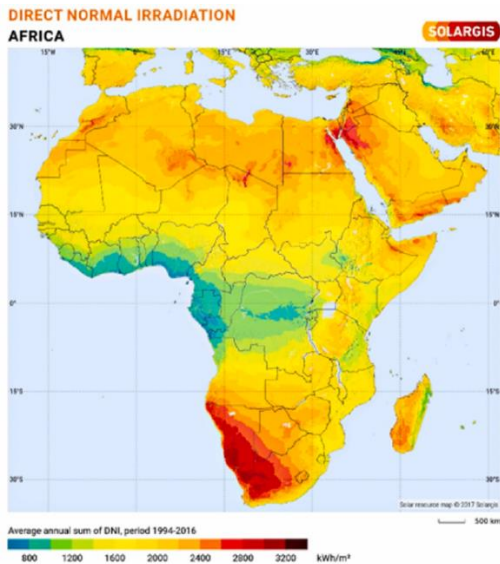 DIRECT NORMAL IRRADIATION
AFRICA
SOLARGIS
15°W 15°E 30°E
30°N 30°N
15°N 15°N
0° 0°
15°S 15°S
30°S 30°S
Solar resource map © 2017 Solargis
500 km
Average annual sum of DNI, period 1994-2016
800 1200 1600 2000 2400 2800 3200 kWh/m²